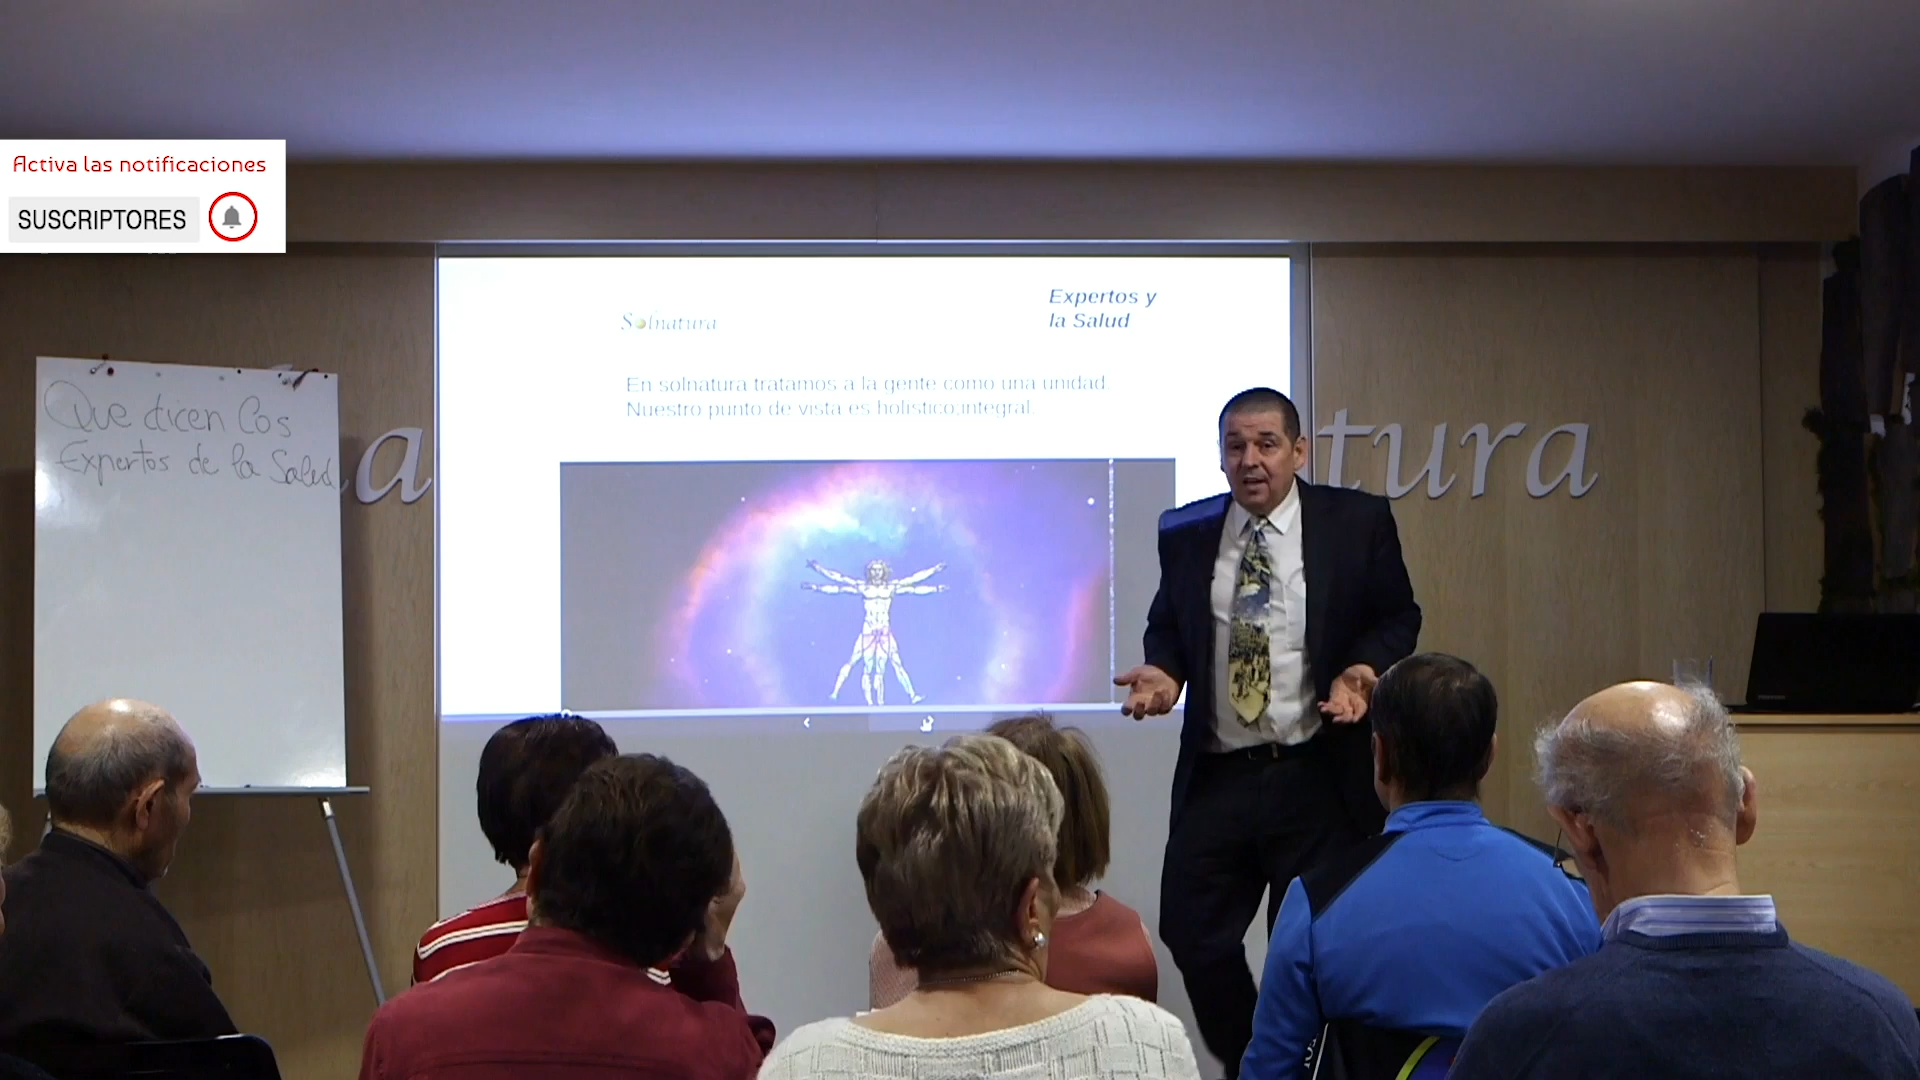 Activa las notificaciones
SUSCRIPTORES
Solnatura
Expertos y
la Salud
En solnatura tratamos a la gente como una unidad.
Nuestro punto de vista es holistico,integral.
Que dicen Los
Expertos de la Salud
a
tura